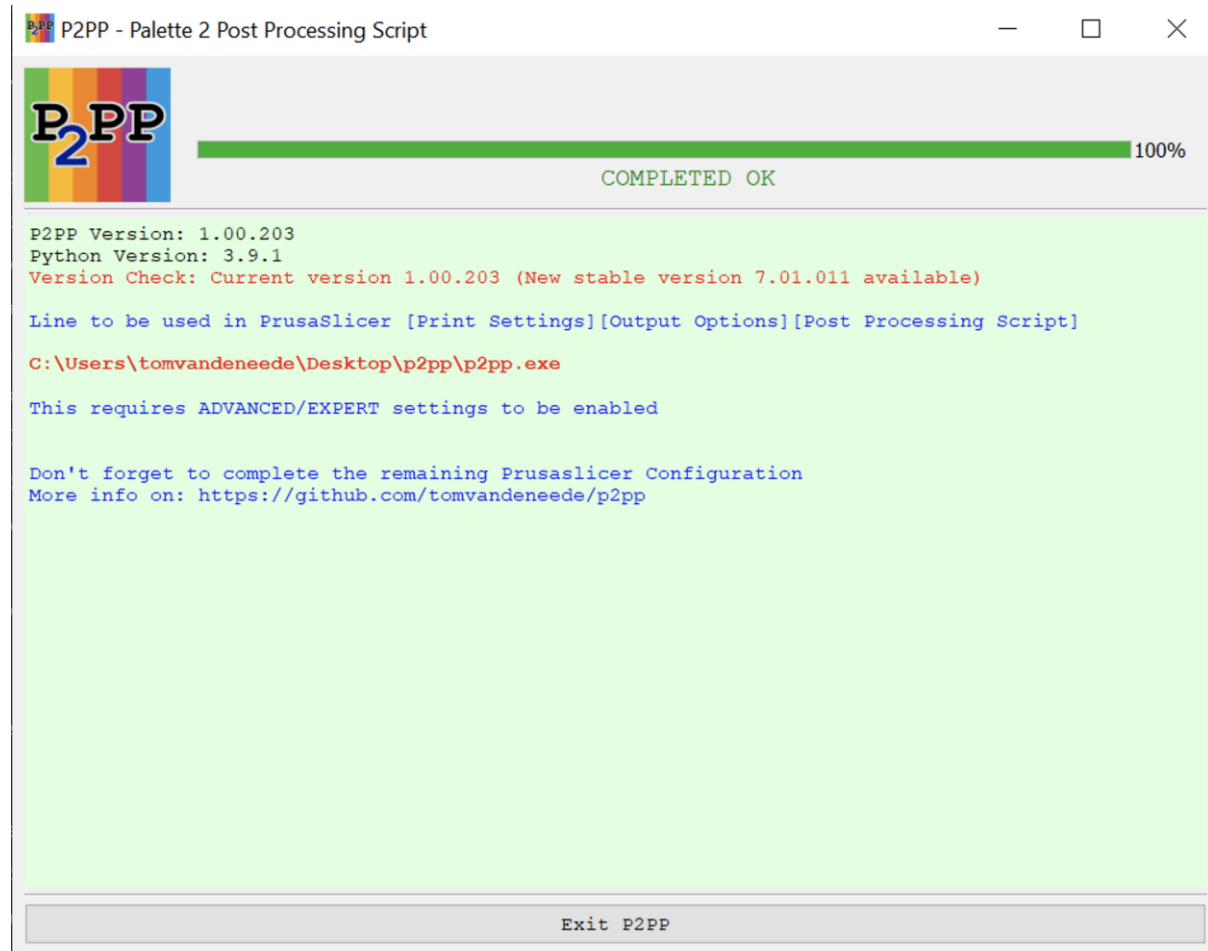 P2PP - Palette 2 Post Processing Script
P2PP
100%
COMPLETED OK
P2PP Version: 1.00.203
Python Version: 3.9.1
Version Check: Current version 1.00.203 (New stable version 7.01.011 available)
Line to be used in PrusaSlicer [Print Settings][Output Options][Post Processing Script]
C:\Users\tomvandeneede\Desktop\p2pp\p2pp.exe
This requires ADVANCED/EXPERT settings to be enabled
Don't forget to complete the remaining Prusaslicer Configuration
More info on: https://github.com/tomvandeneede/p2pp
Exit P2PP